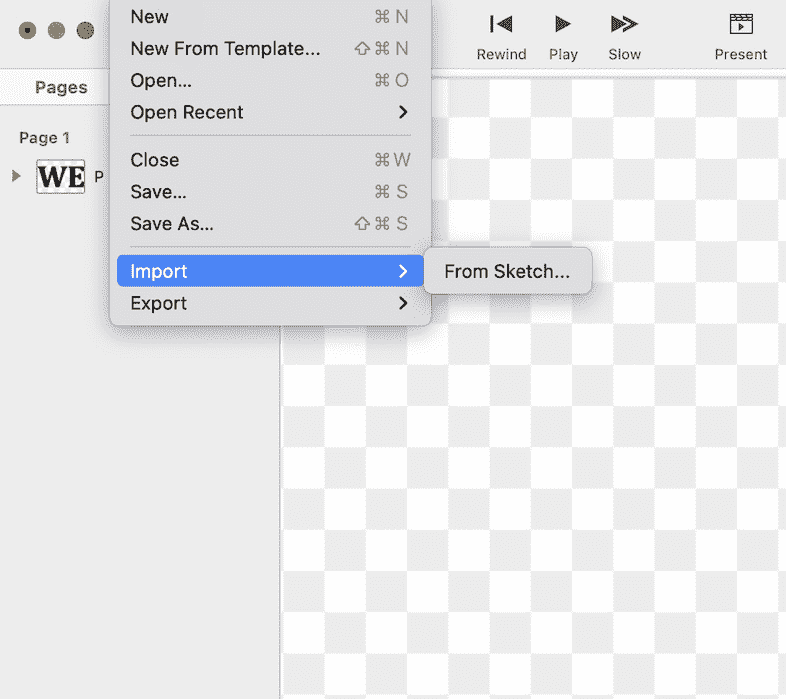 New ⌘ N
New From Template... ⇧ ⌘ N
Open... ⌘ O
Open Recent
Close ⌘ W
Save... ⌘ S
Save As... ⇧ ⌘ S
Import
Export
From Sketch...
Rewind Play Slow Present
Pages
Page 1
WE P